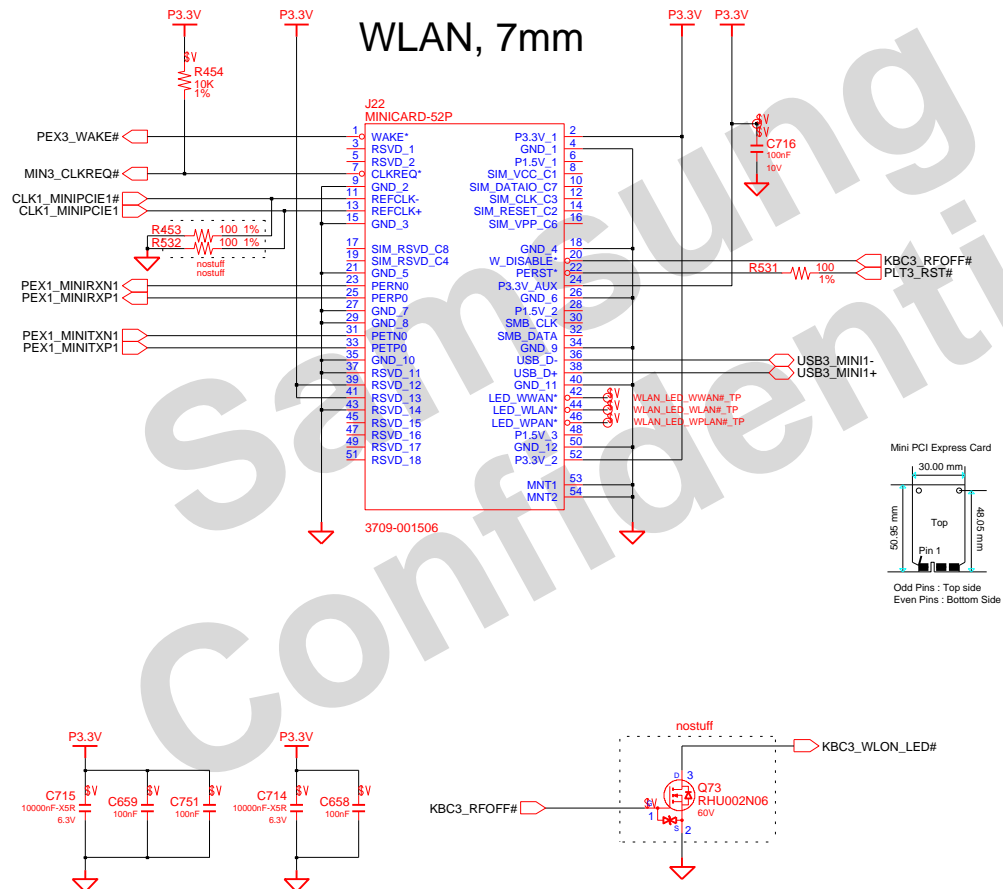 WLAN, 7mm
P3.3V
P3.3V
P3.3V
P3.3V
$V
R454
10K
1%
J22
MINICARD-52P
PEX3_WAKE#
MIN3_CLKREQ#
CLK1_MINIPCIE1#
CLK1_MINIPCIE1
R453 100 1%
R532 100 1%
nostuff
nostuff
PEX1_MINIRXN1
PEX1_MINIRXP1
PEX1_MINITXN1
PEX1_MINITXP1
1 WAKE*
3 RSVD_1
5 RSVD_2
7 CLKREQ*
9 GND_2
11 REFCLK-
13 REFCLK+
15 GND_3
17 SIM_RSVD_C8
19 SIM_RSVD_C4
21 GND_5
23 PERN0
25 PERP0
27 GND_7
29 GND_8
31 PETN0
33 PETP0
35 GND_10
37 RSVD_11
39 RSVD_12
41 RSVD_13
43 RSVD_14
45 RSVD_15
47 RSVD_16
49 RSVD_17
51 RSVD_18
P3.3V_1 2
GND_1 4
P1.5V_1 6
SIM_VCC_C1 8
SIM_DATAIO_C7 10
SIM_CLK_C3 12
SIM_RESET_C2 14
SIM_VPP_C6 16
GND_4 18
W_DISABLE* 20
PERST* 22
P3.3V_AUX 24
GND_6 26
P1.5V_2 28
SMB_CLK 30
SMB_DATA 32
GND_9 34
USB_D- 36
USB_D+ 38
GND_11 40
LED_WWAN* 42
LED_WLAN* 44
LED_WPAN* 46
P1.5V_3 48
GND_12 50
P3.3V_2 52
MNT1 53
MNT2 54
3709-001506
$V
$V
C716
100nF
10V
KBC3_RFOFF#
R531 100
1%
PLT3_RST#
USB3_MINI1-
USB3_MINI1+
$V WLAN_LED_WWAN#_TP
$V WLAN_LED_WLAN#_TP
$V WLAN_LED_WPLAN#_TP
Mini PCI Express Card
30.00 mm
50.95 mm
48.05 mm
Top
Pin 1
Odd Pins : Top side
Even Pins : Bottom Side
Samsung
Confidenti
P3.3V
$V
C715
10000nF-X5R
6.3V
$V
C659
100nF
$V
C751
100nF
P3.3V
$V
C714
10000nF-X5R
6.3V
$V
C658
100nF
nostuff
KBC3_WLON_LED#
KBC3_RFOFF#
$V
D 3
G
1
S 2
Q73
RHU002N06
60V